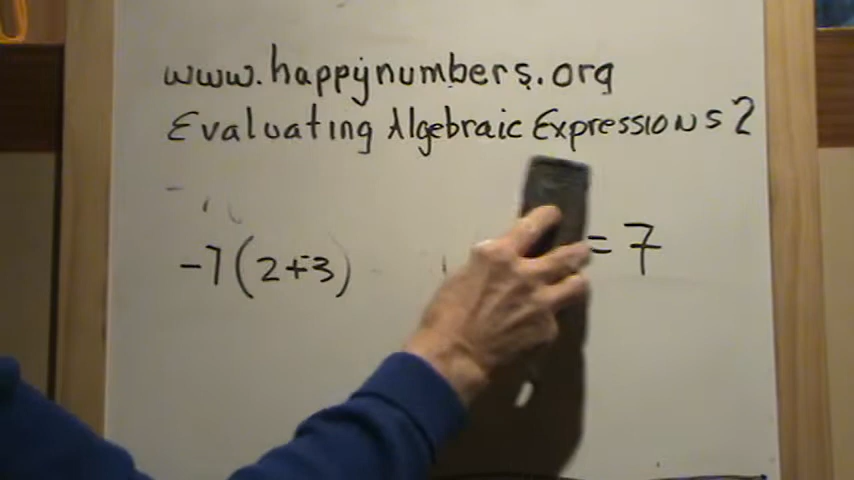 www.happynumbers.org
Evaluating Algebraic Expressions 2
-7(2+-3) = 7